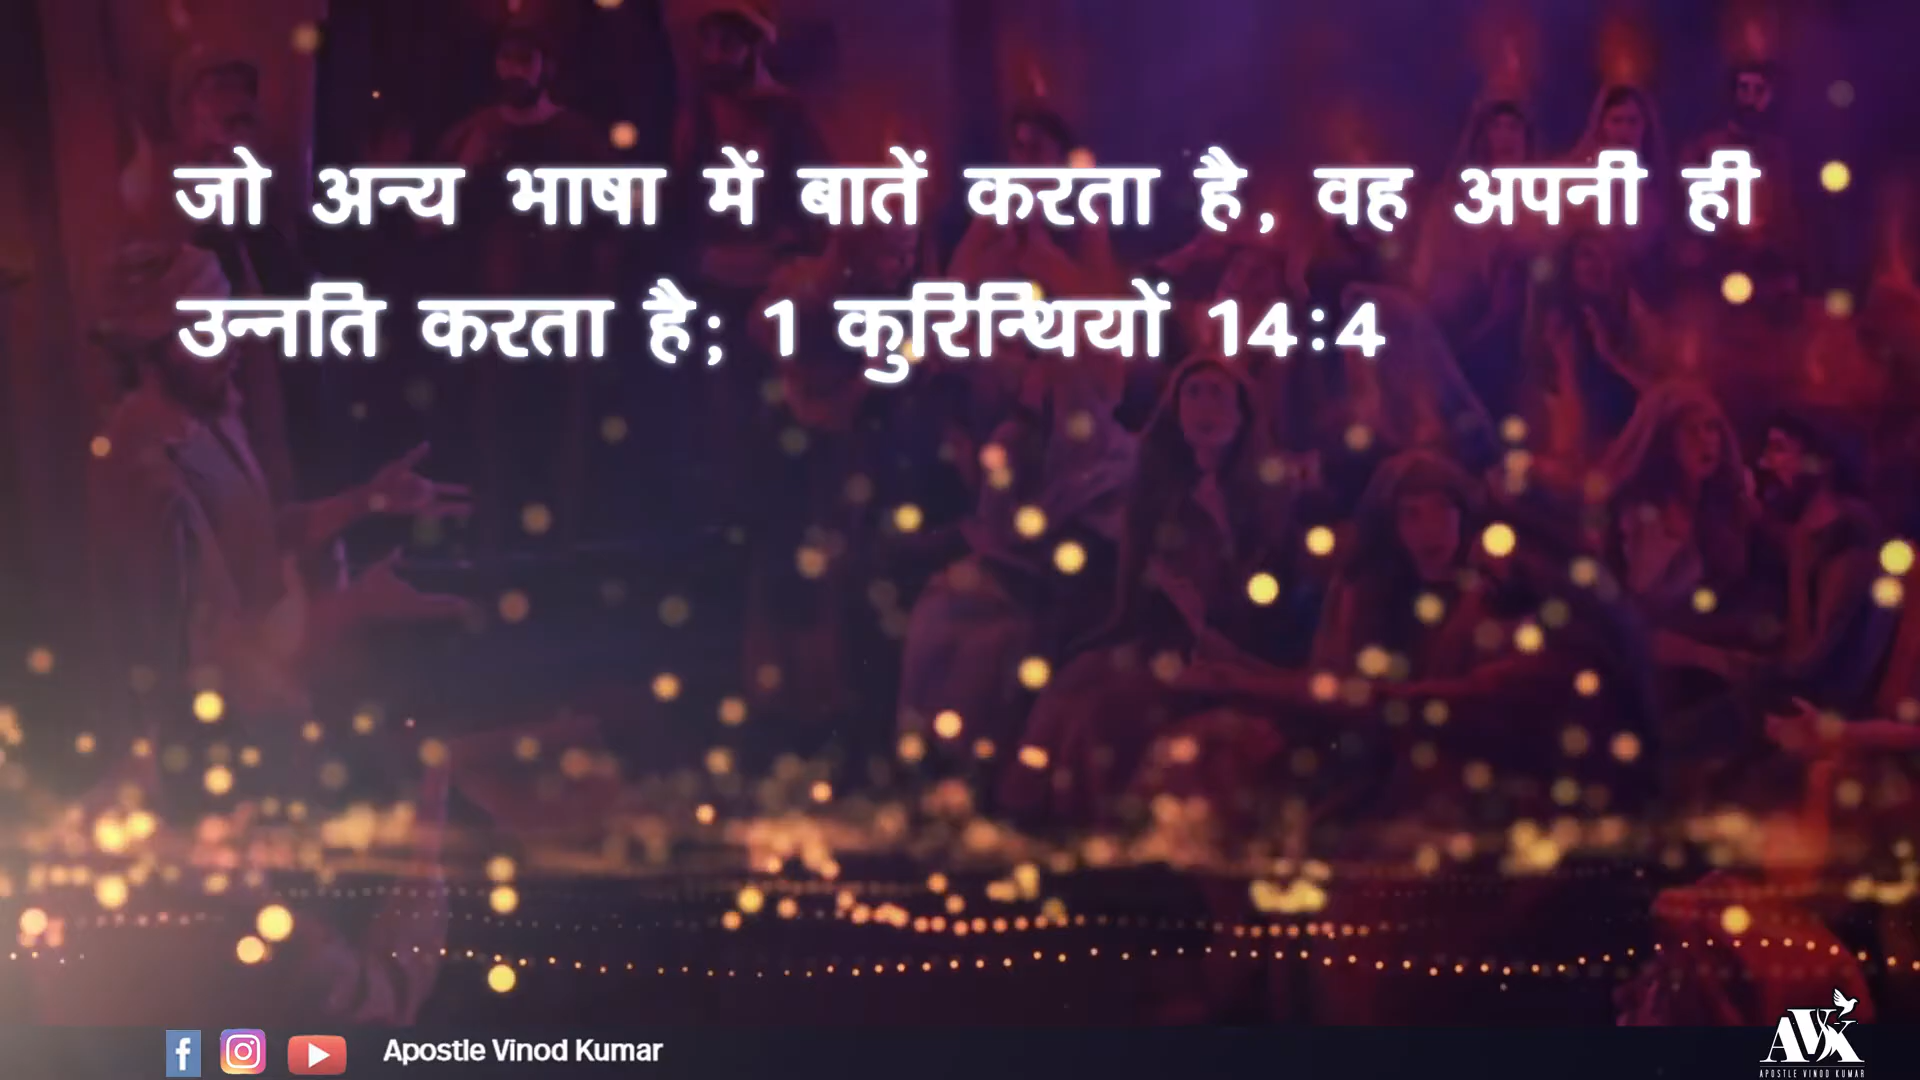 जो अन्य भाषा में बातें करता है, वह अपनी ही
उन्नति करता है; 1 कुरिन्थियों 14:4
Apostle Vinod Kumar
AVK
APOSTLE VINOD KUMAR